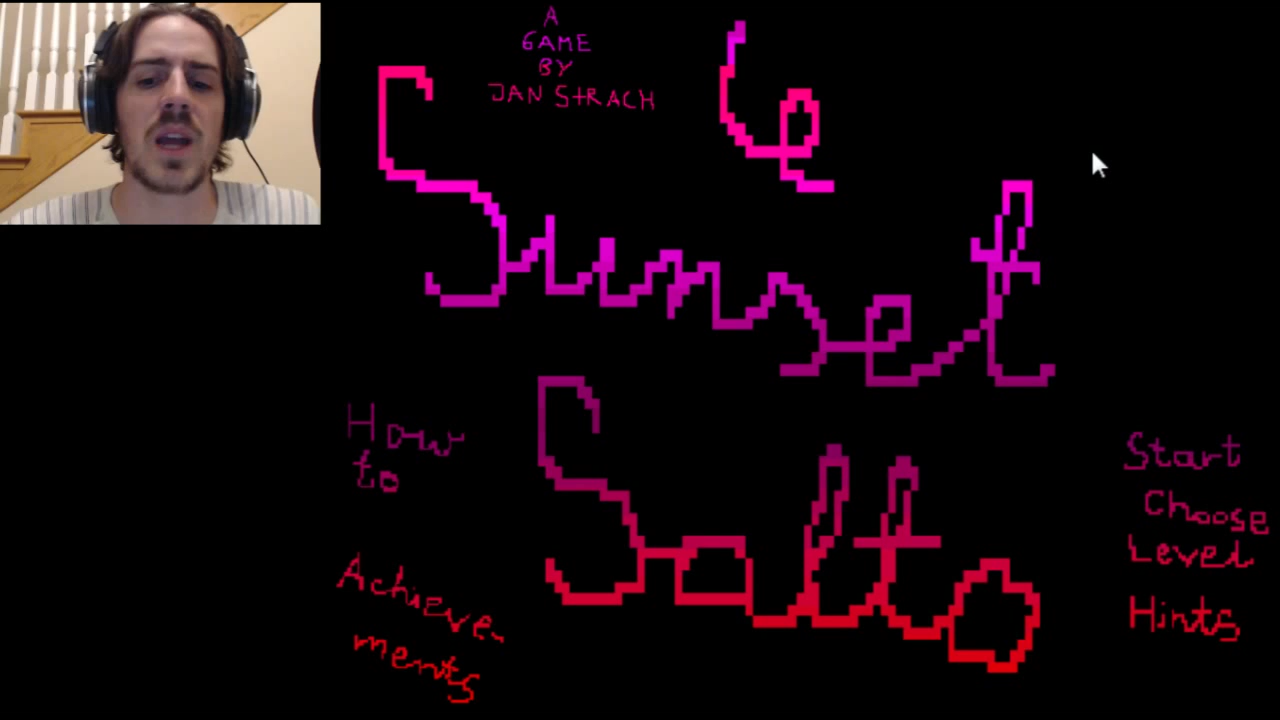 A
GAME
BY
JAN STRACH
Le
Sunset
Salto
How
to
Achieve
ments
Start
Choose
Level
Hints